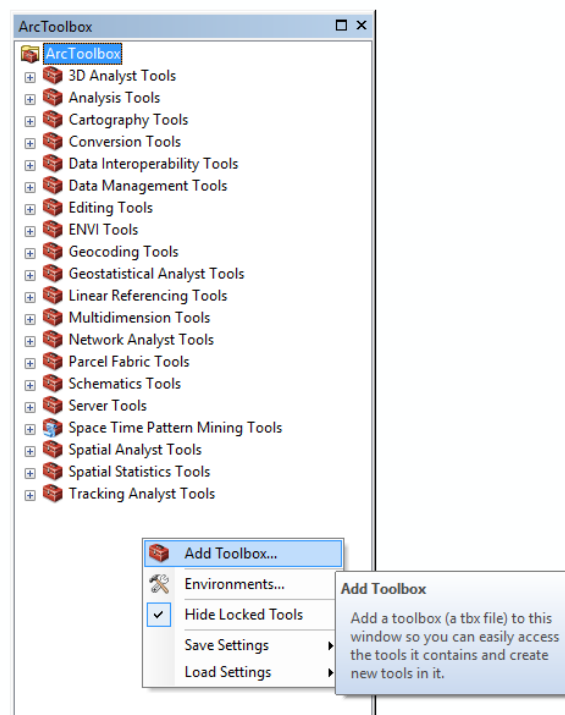 ArcToolbox
ArcToolbox
3D Analyst Tools
Analysis Tools
Cartography Tools
Conversion Tools
Data Interoperability Tools
Data Management Tools
Editing Tools
ENVI Tools
Geocoding Tools
Geostatistical Analyst Tools
Linear Referencing Tools
Multidimension Tools
Network Analyst Tools
Parcel Fabric Tools
Schematics Tools
Server Tools
Space Time Pattern Mining Tools
Spatial Analyst Tools
Spatial Statistics Tools
Tracking Analyst Tools
Add Toolbox...
Environments...
Hide Locked Tools
Save Settings
Load Settings
Add Toolbox
Add a toolbox (a tbx file) to this
window so you can easily access
the tools it contains and create
new tools in it.